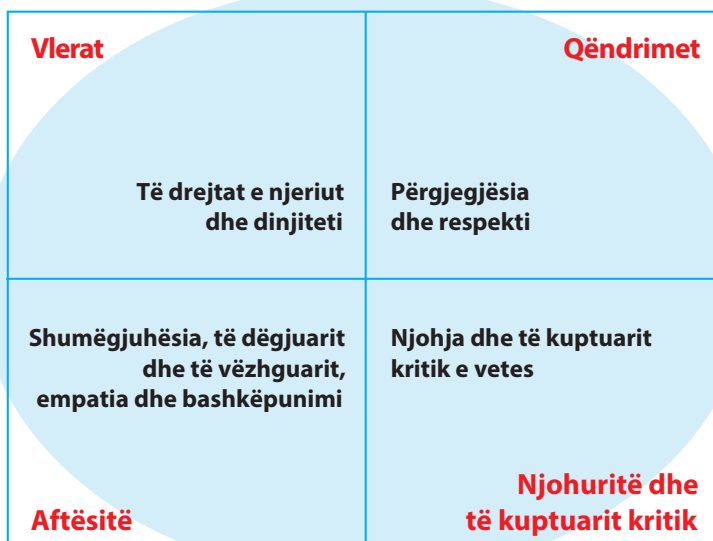 Vlerat
Qëndrimet
Të drejtat e njeriut
dhe dinjiteti
Përgjegjësia
dhe respekti
Shumëgjuhësia, të dëgjuarit
dhe të vëzhguarit,
empatia dhe bashkëpunimi
Njohja dhe të kuptuarit
kritik e vetes
Aftësitë
Njohuritë dhe
të kuptuarit kritik